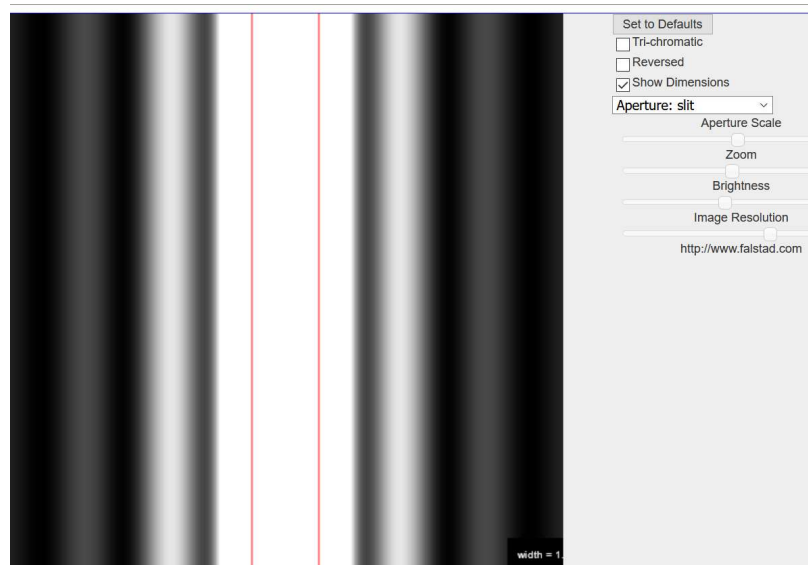 Set to Defaults
Tri-chromatic
Reversed
Show Dimensions
Aperture: slit
Aperture Scale
Zoom
Brightness
Image Resolution
http://www.falstad.com
width = 1.